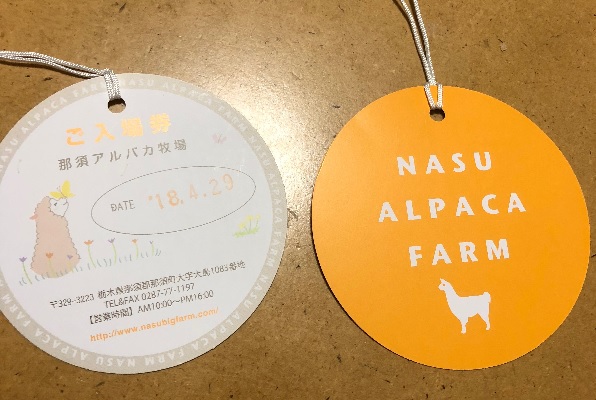 ご入場券
那須アルパカ牧場
DATE '18.4.29
〒329-3223 栃木県那須郡那須町大字大島1083番地
TEL&FAX 0287-77-1197
【営業時間】AM10:00~PM16:00
http://www.nasubigfarm.com/
NASU ALPACA FARM NASU ALPACA FARM
NASU
ALPACA
FARM